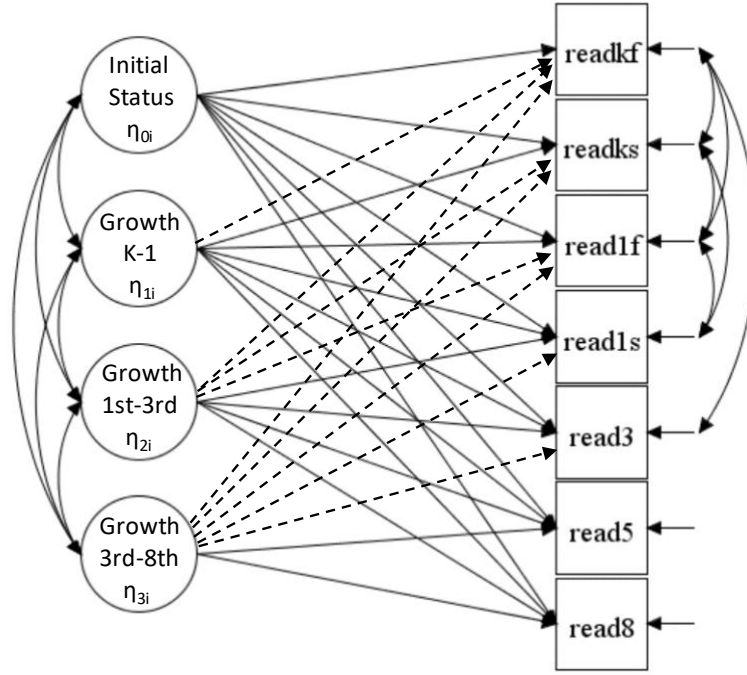 Initial
Status
η0i
Growth
K-1
η1i
Growth
1st-3rd
η2i
Growth
3rd-8th
η3i
readkf
readks
read1f
read1s
read3
read5
read8